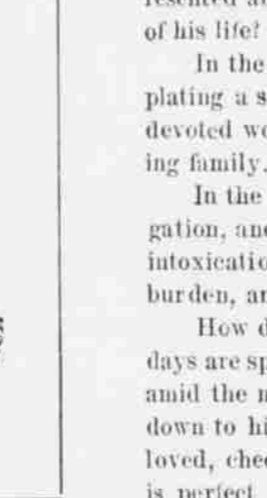 of his life?
In the
plating a s
devoted we
ing family.
In the
gation, and
intoxicatio
burden, an
How d
days are sp
amid the n
down to hi
loved, chee
is perfect